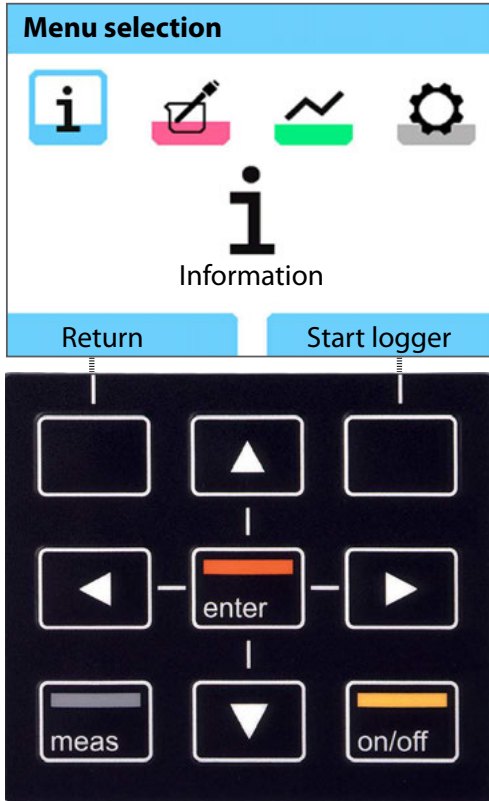 Menu selection
Information
Return Start logger
enter
meas on/off